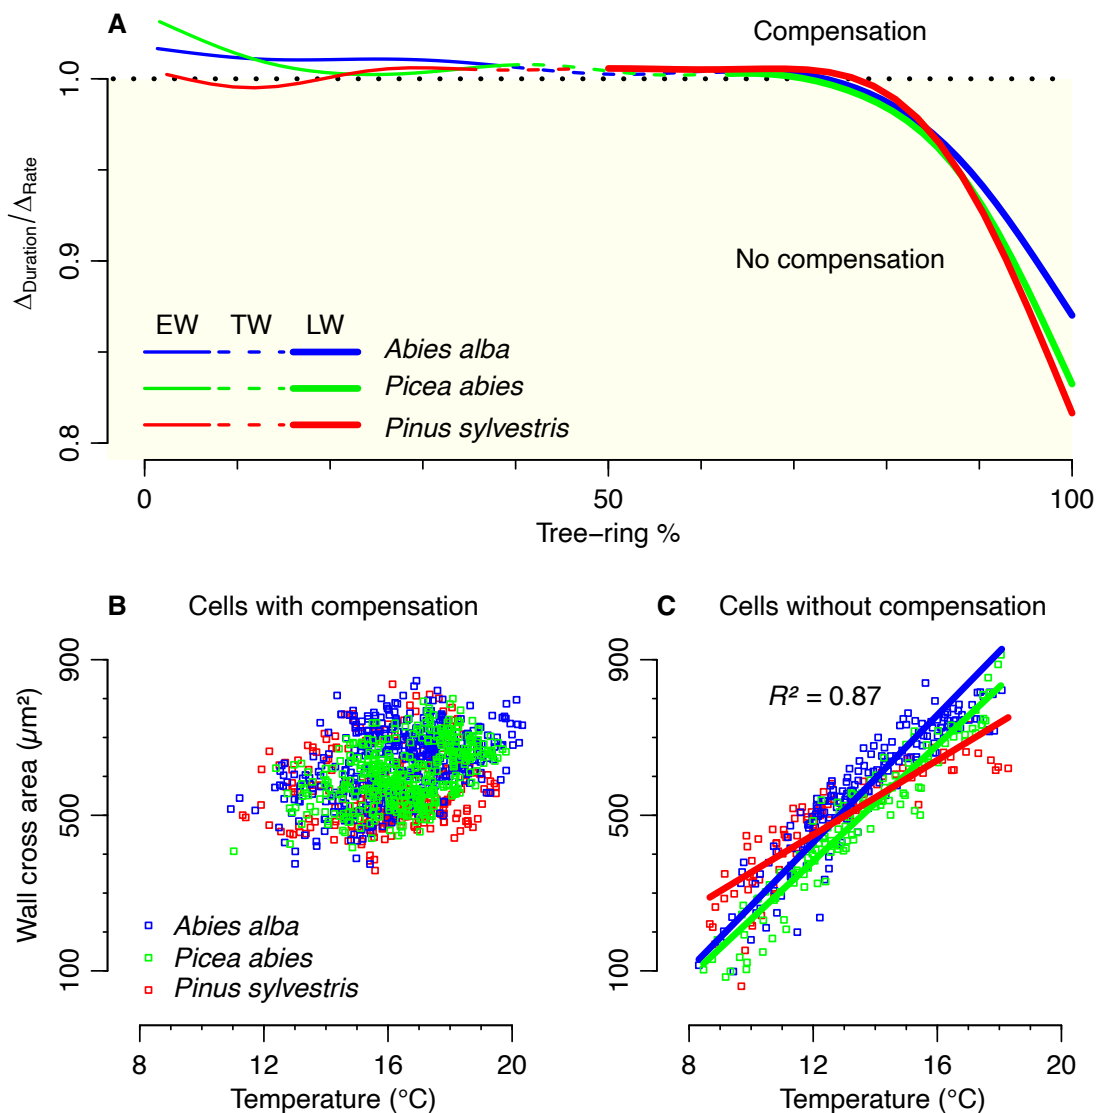 A
Compensation
1.0
0.9
0.8
ΔDuration/ΔRate
No compensation
EW TW LW
Abies alba
Picea abies
Pinus sylvestris
0 50 100
Tree−ring %
B Cells with compensation
900
500
100
Wall cross area (µm²)
Abies alba
Picea abies
Pinus sylvestris
8 12 16 20
Temperature (°C)
C Cells without compensation
900
500
100
R² = 0.87
8 12 16 20
Temperature (°C)